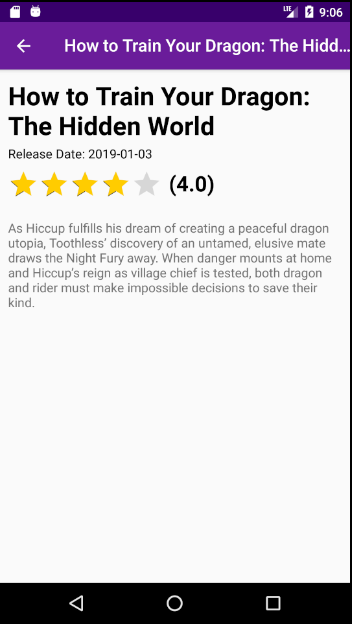 LTE 9:06
How to Train Your Dragon: The Hidd...
How to Train Your Dragon:
The Hidden World
Release Date: 2019-01-03
(4.0)
As Hiccup fulfills his dream of creating a peaceful dragon
utopia, Toothless’ discovery of an untamed, elusive mate
draws the Night Fury away. When danger mounts at home
and Hiccup’s reign as village chief is tested, both dragon
and rider must make impossible decisions to save their
kind.